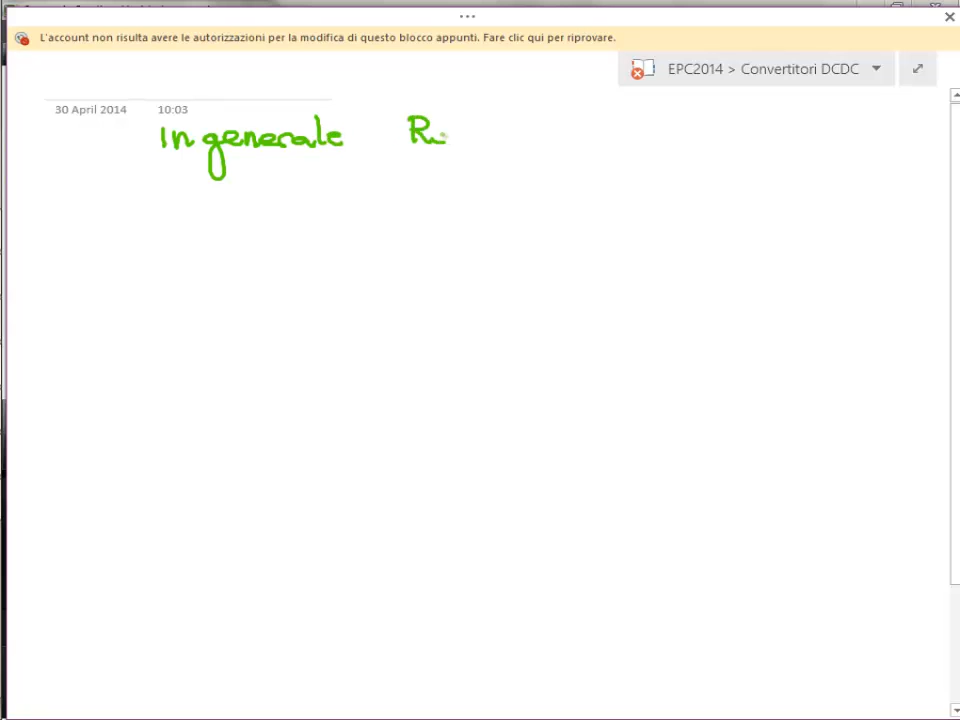 L'account non risulta avere le autorizzazioni per la modifica di questo blocco appunti. Fare clic qui per riprovare.
EPC2014 > Convertitori DCDC
30 April 2014 10:03
In generale